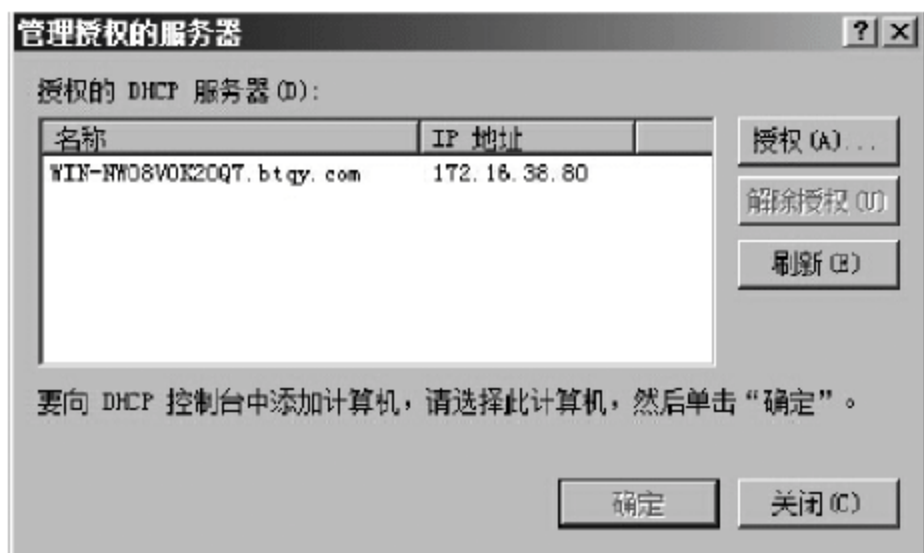 管理授权的服务器
授权的 DHCP 服务器(D):
名称 IP 地址
授权(A)...
WIN-NWO8VOK2OQ7.btqy.com 172.16.38.80
解除授权(U)
刷新(R)
要向 DHCP 控制台中添加计算机，请选择此计算机，然后单击“确定”。
确定 关闭(C)